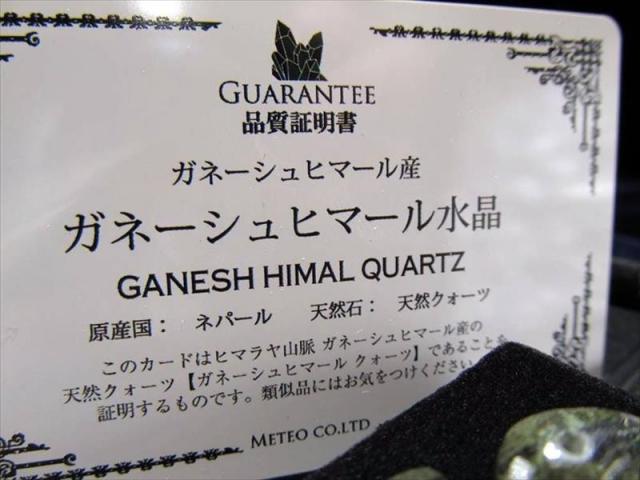 GUARANTEE
品質証明書
ガネーシュヒマール産
ガネーシュヒマール水晶
GANESH HIMAL QUARTZ
原産国： ネパール 天然石： 天然クォーツ
このカードはヒマラヤ山脈 ガネーシュヒマール産の
天然クォーツ【ガネーシュヒマール クォーツ】であることを
証明するものです。類似品にはお気をつけください
METEO CO.LTD